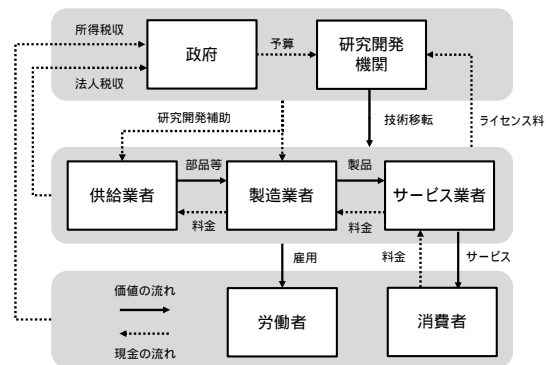 所得税収
政府
予算
研究開発
機関
法人税収
研究開発補助
技術移転
ライセンス料
供給業者
部品等
料金
製造業者
製品
料金
サービス業者
雇用
料金
サービス
価値の流れ
現金の流れ
労働者
消費者